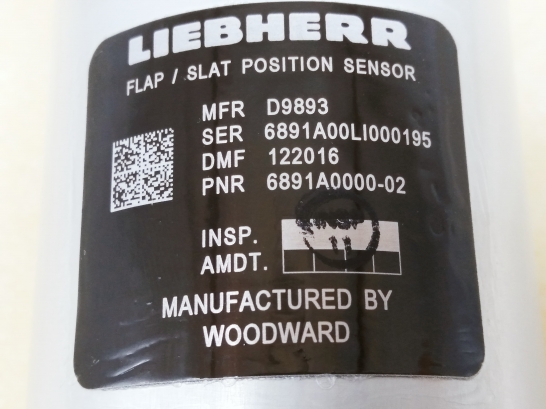 LIEBHERR
FLAP / SLAT POSITION SENSOR
MFR D9893
SER 6891A00LI000195
DMF 122016
PNR 6891A0000-02
INSP.
AMDT.
MANUFACTURED BY
WOODWARD